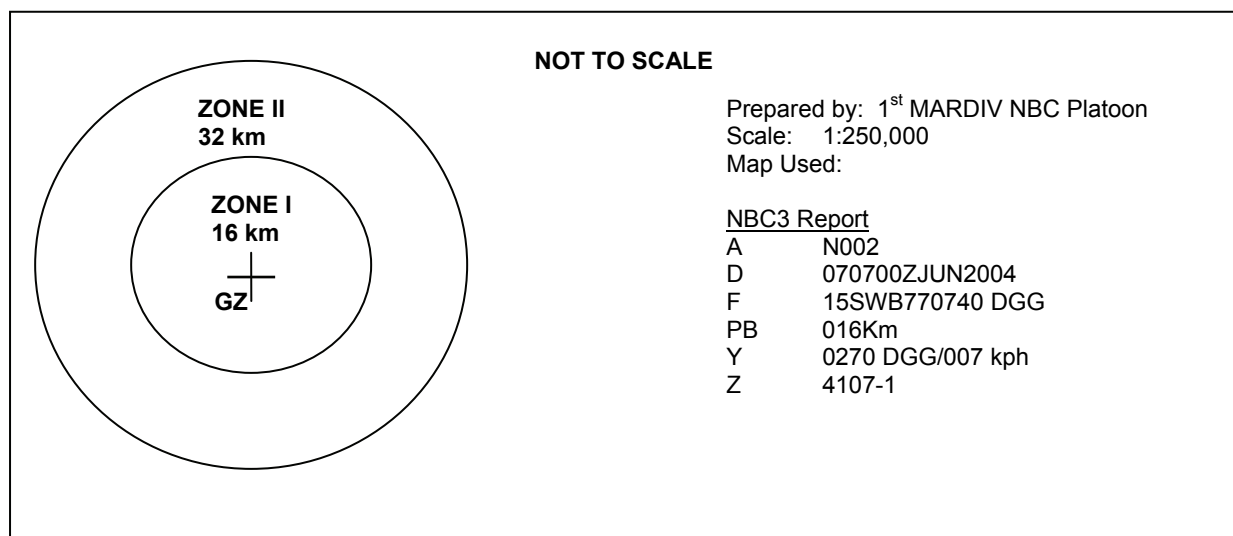 NOT TO SCALE
ZONE II
32 km
ZONE I
16 km
GZ
Prepared by: 1st MARDIV NBC Platoon
Scale: 1:250,000
Map Used:
NBC3 Report
A N002
D 070700ZJUN2004
F 15SWB770740 DGG
PB 016Km
Y 0270 DGG/007 kph
Z 4107-1